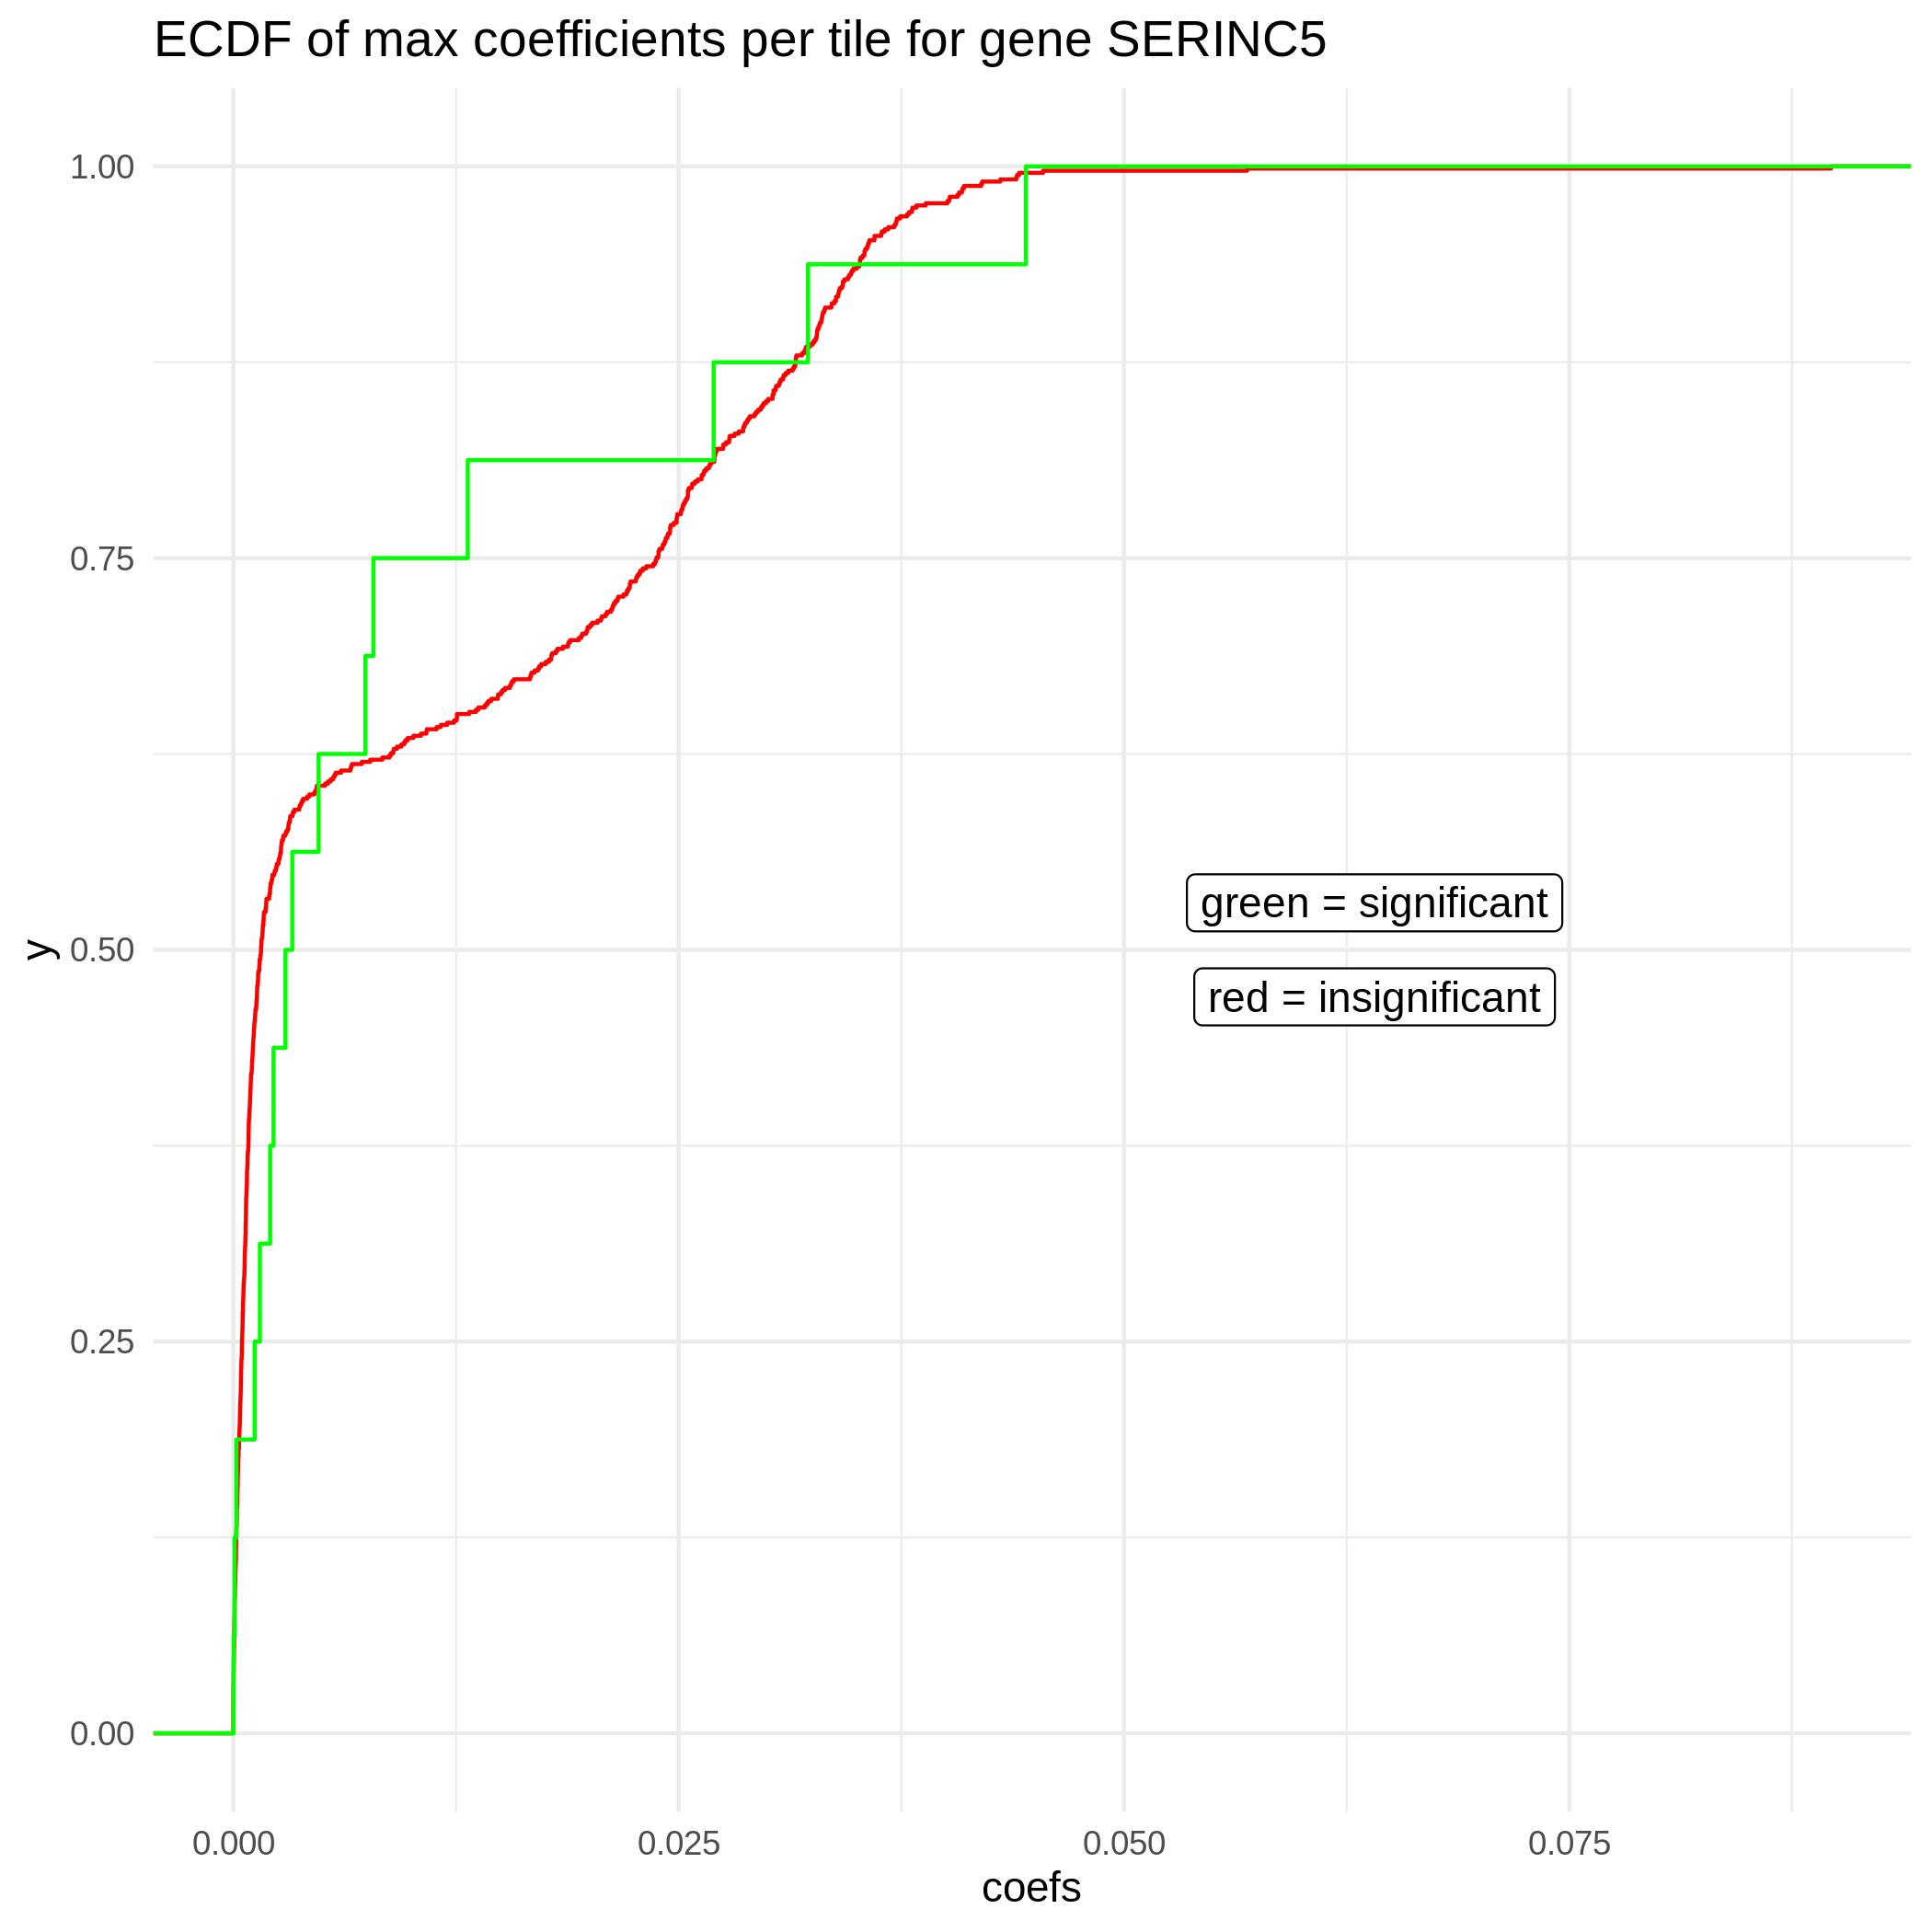 ECDF of max coefficients per tile for gene SERINC5
1.00
0.75
0.50
0.25
0.00
y
green = significant
red = insignificant
0.000 0.025 0.050 0.075
coefs